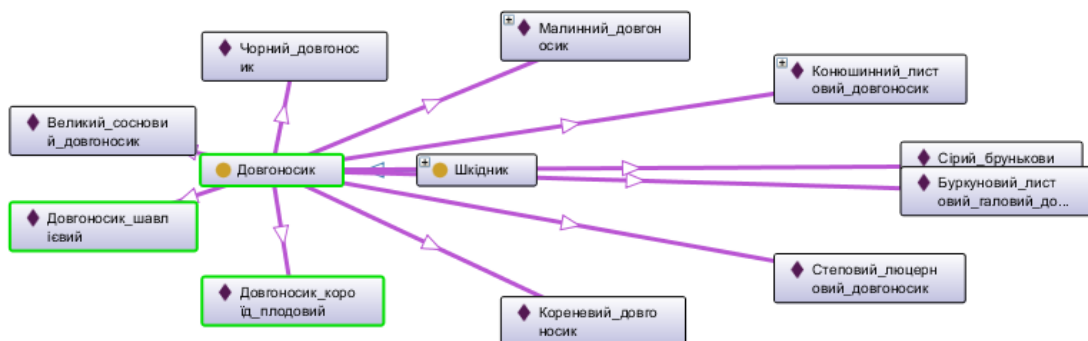 Малинний_довгон
осик
Чорний_довгонос
ик
Конюшинний_лист
овий_довгоносик
Великий_соснови
й_довгоносик
Довгоносик
Шкідник
Сірий_брунькови
Буркуновий_лист
овий_галовий_до...
Довгоносик_шавл
ієвий
Степовий_люцерн
овий_довгоносик
Довгоносик_коро
їд_плодовий
Кореневий_довго
носик